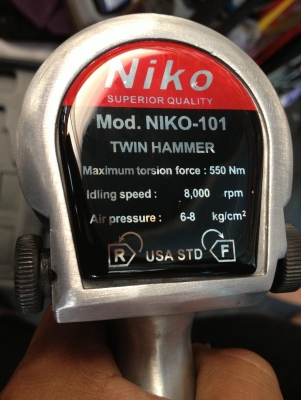 Niko
SUPERIOR QUALITY
Mod. NIKO-101
TWIN HAMMER
Maximum torsion force : 550 Nm
Idling speed : 8,000 rpm
Air pressure : 6-8 kg/cm²
R USA STD F